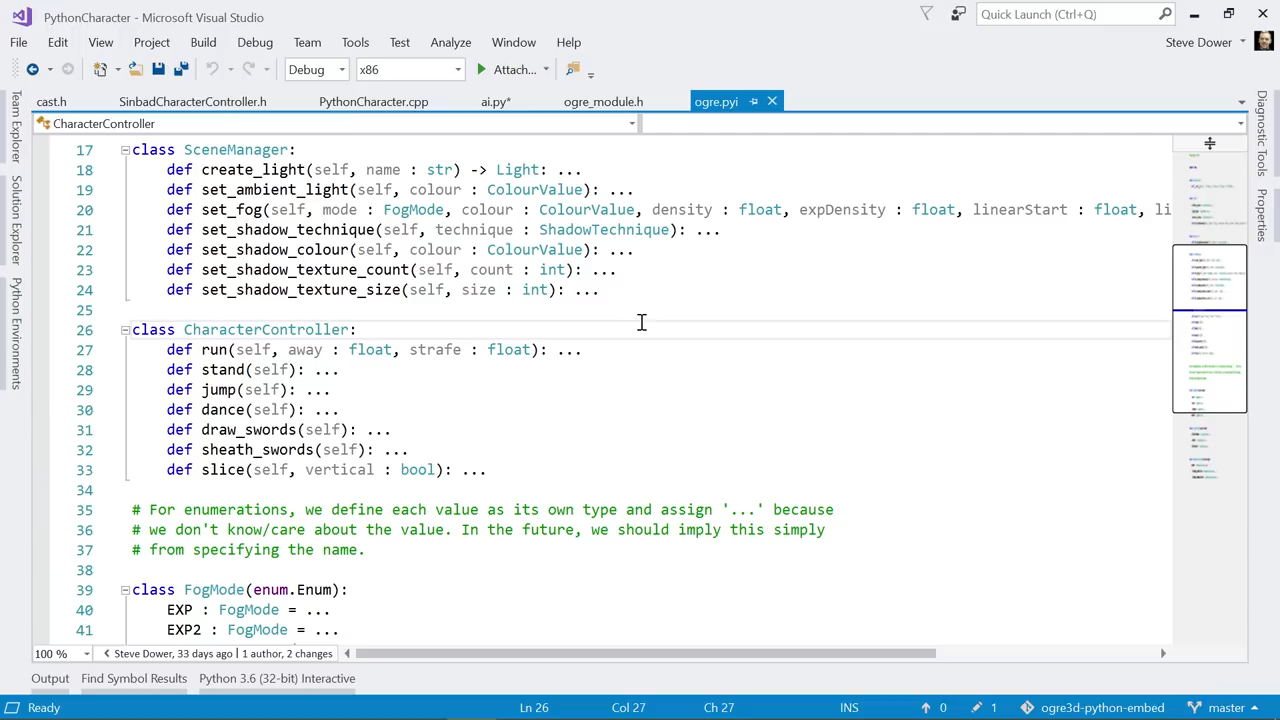 PythonCharacter - Microsoft Visual Studio
Quick Launch (Ctrl+Q)
File Edit View Project Build Debug Team Tools Test Analyze Window Help
Steve Dower
Debug x86 Attach...
cast.h SinbadCharacterController.h PythonCharacter.cpp ai.py* ogre_module.h ogre.pyi
CharacterController
17 class SceneManager:
18 def create_light(self, name : str) -> Light: ...
19 def set_ambient_light(self, colour : ColourValue): ...
20 def set_fog(self, mode : FogMode, colour : ColourValue, density : float, expDensity : float, linearStart : float, li
21 def set_shadow_technique(self, technique : ShadowTechnique): ...
22 def set_shadow_colour(self, colour : ColourValue): ...
23 def set_shadow_texture_count(self, count : int): ...
24 def set_shadow_texture_size(self, size : int): ...
25
26 class CharacterController:
27 def run(self, away : float, strafe : float): ...
28 def stand(self): ...
29 def jump(self): ...
30 def dance(self): ...
31 def draw_swords(self): ...
32 def sheath_swords(self): ...
33 def slice(self, vertical : bool): ...
34
35 # For enumerations, we define each value as its own type and assign '...' because
36 # we don't know/care about the value. In the future, we should imply this simply
37 # from specifying the name.
38
39 class FogMode(enum.Enum):
40 EXP : FogMode = ...
41 EXP2 : FogMode = ...
Team Explorer
Solution Explorer
Python Environments
Diagnostic Tools
Properties
100 % Steve Dower, 33 days ago | 1 author, 2 changes
Output Find Symbol Results Python 3.6 (32-bit) Interactive
Ready Ln 26 Col 27 Ch 27 INS 0 1 ogre3d-python-embed master